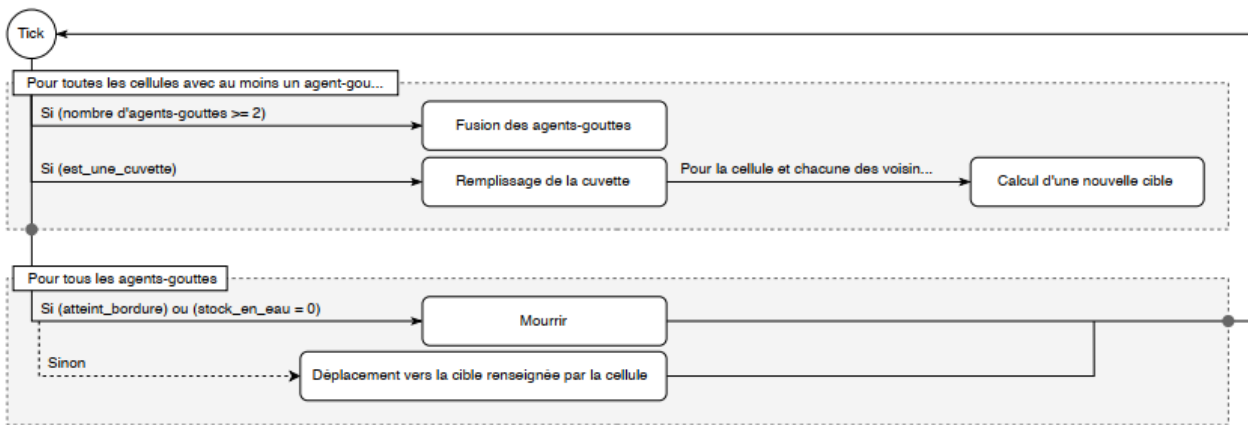 Tick
Pour toutes les cellules avec au moins un agent-gou...
Si (nombre d'agents-gouttes >= 2)
Fusion des agents-gouttes
Si (est_une_cuvette)
Remplissage de la cuvette
Pour la cellule et chacune des voisin...
Calcul d'une nouvelle cible
Pour tous les agents-gouttes
Si (atteint_bordure) ou (stock_en_eau = 0)
Mourrir
Sinon
Déplacement vers la cible renseignée par la cellule